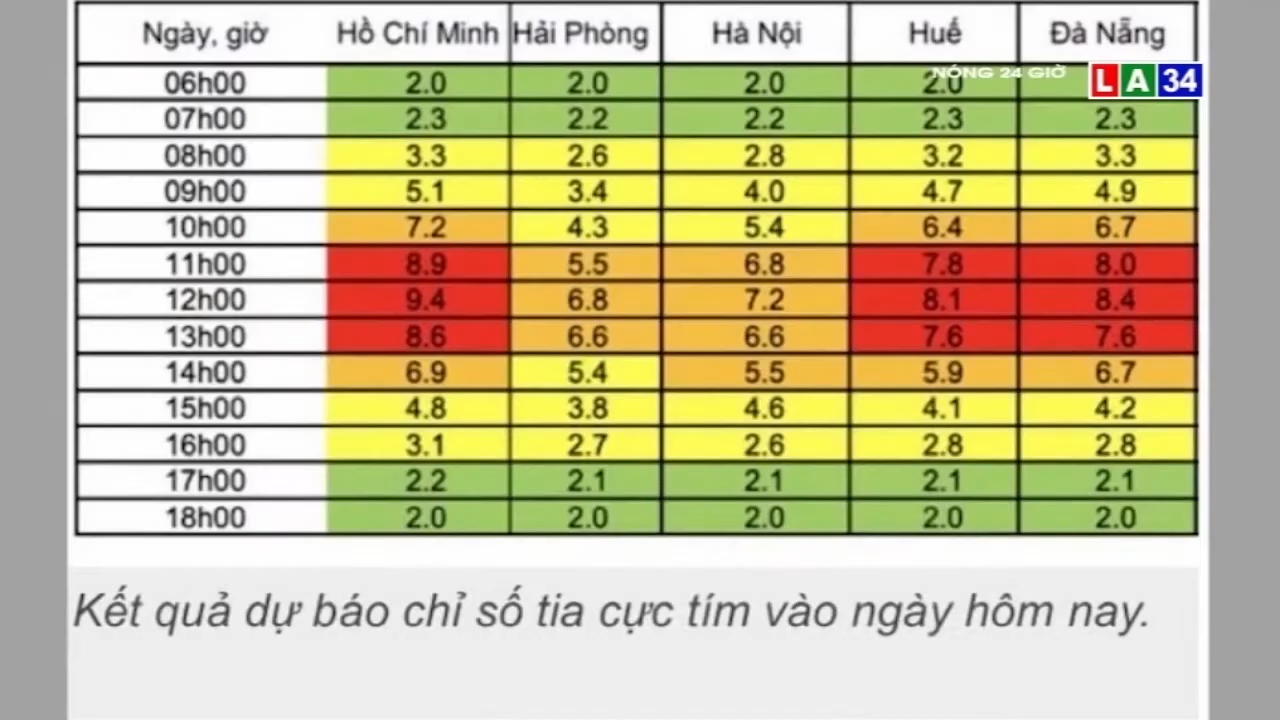 Ngày, giờ Hồ Chí Minh Hải Phòng Hà Nội Huế Đà Nẵng
NÓNG 24 GIỜ LA34
06h00 2.0 2.0 2.0 2.0
07h00 2.3 2.2 2.2 2.3 2.3
08h00 3.3 2.6 2.8 3.2 3.3
09h00 5.1 3.4 4.0 4.7 4.9
10h00 7.2 4.3 5.4 6.4 6.7
11h00 8.9 5.5 6.8 7.8 8.0
12h00 9.4 6.8 7.2 8.1 8.4
13h00 8.6 6.6 6.6 7.6 7.6
14h00 6.9 5.4 5.5 5.9 6.7
15h00 4.8 3.8 4.6 4.1 4.2
16h00 3.1 2.7 2.6 2.8 2.8
17h00 2.2 2.1 2.1 2.1 2.1
18h00 2.0 2.0 2.0 2.0 2.0
Kết quả dự báo chỉ số tia cực tím vào ngày hôm nay.